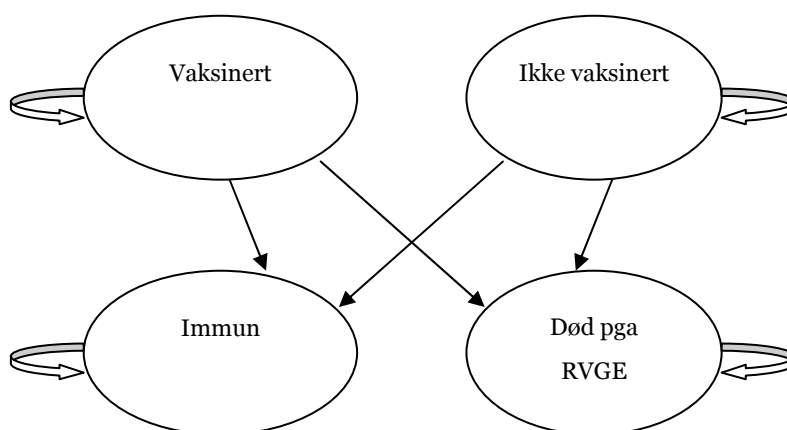 Vaksinert
Ikke vaksinert
Immun
Død pga
RVGE